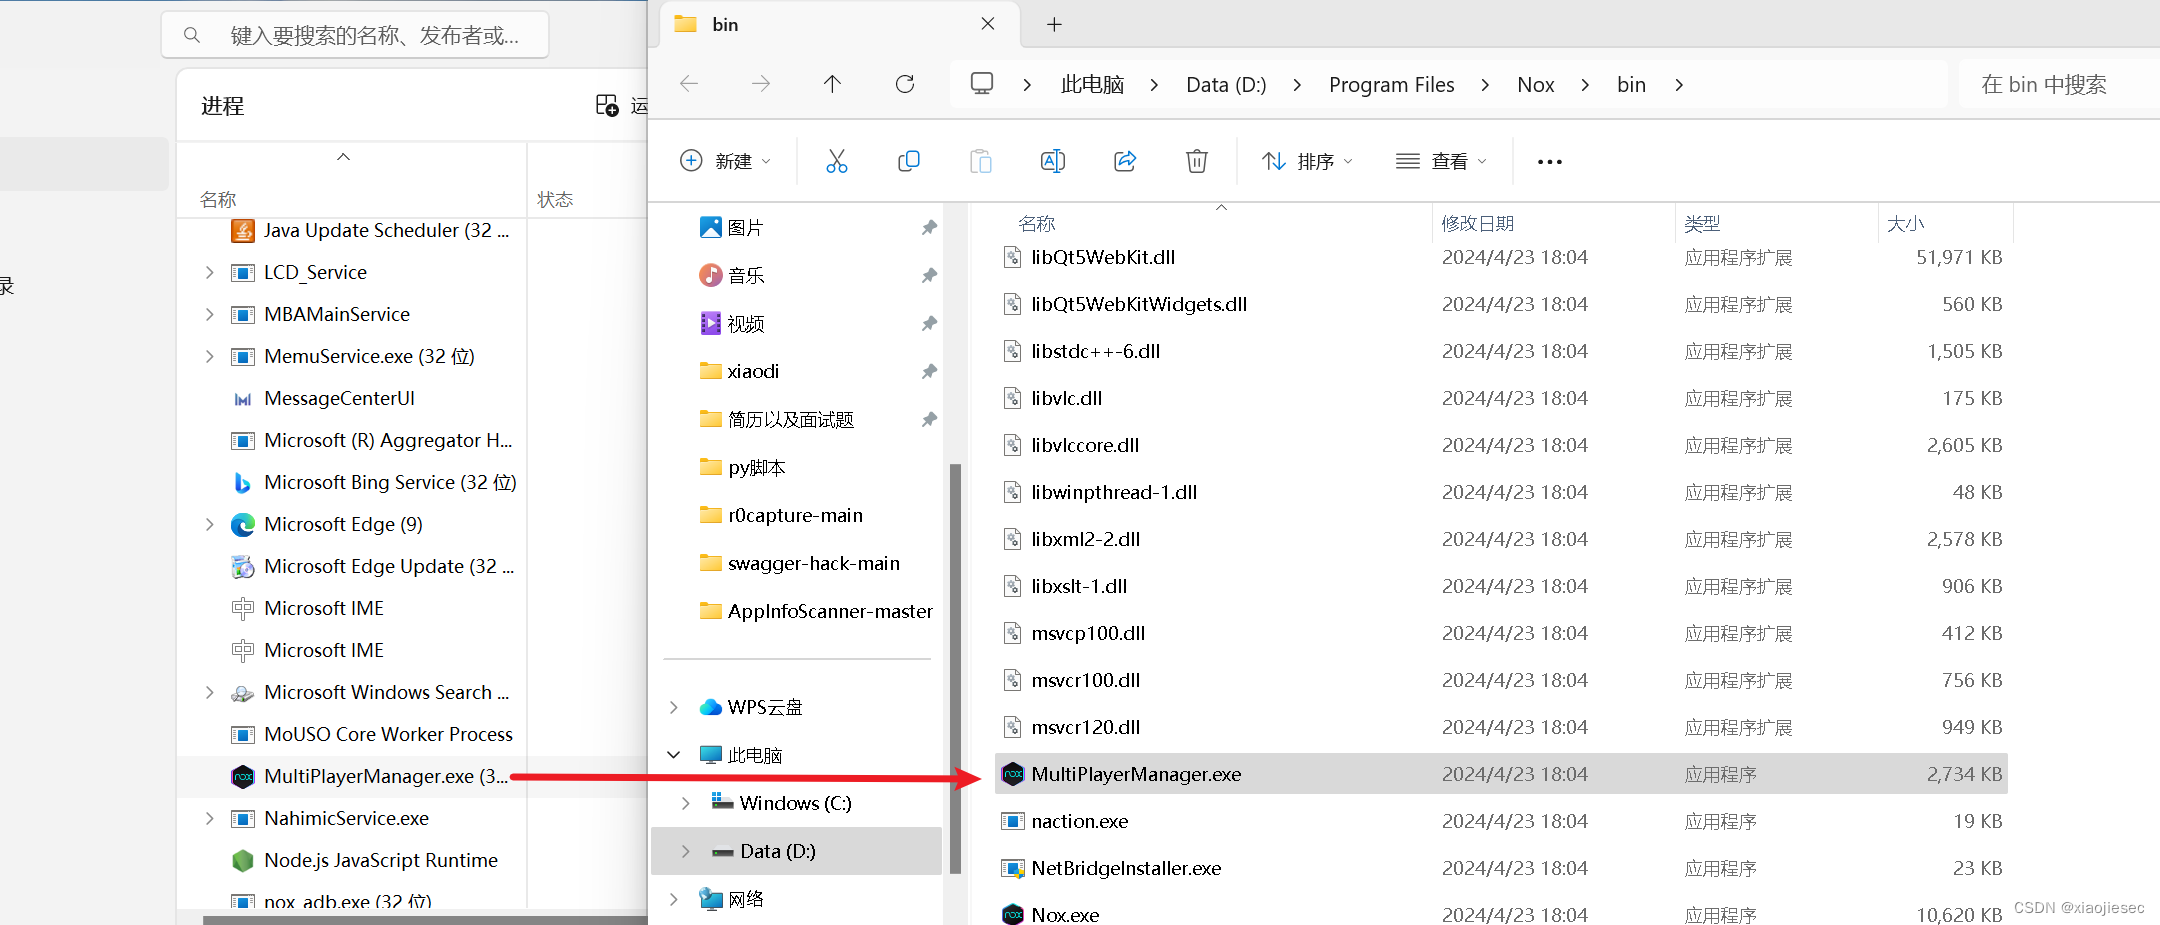 键入要搜索的名称、发布者或...
进程
运
名称
状态
录
Java Update Scheduler (32 ...
LCD_Service
MBAMainService
MemuService.exe (32 位)
MessageCenterUI
Microsoft (R) Aggregator H...
Microsoft Bing Service (32 位)
Microsoft Edge (9)
Microsoft Edge Update (32 ...
Microsoft IME
Microsoft IME
Microsoft Windows Search ...
MoUSO Core Worker Process
MultiPlayerManager.exe (3...
NahimicService.exe
Node.js JavaScript Runtime
nox_adb.exe (32 位)
bin
此电脑 > Data (D:) > Program Files > Nox > bin >
在 bin 中搜索
新建
排序
查看
图片
音乐
视频
xiaodi
简历以及面试题
py脚本
r0capture-main
swagger-hack-main
AppInfoScanner-master
WPS云盘
此电脑
Windows (C:)
Data (D:)
网络
名称 修改日期 类型 大小
libQt5WebKit.dll 2024/4/23 18:04 应用程序扩展 51,971 KB
libQt5WebKitWidgets.dll 2024/4/23 18:04 应用程序扩展 560 KB
libstdc++-6.dll 2024/4/23 18:04 应用程序扩展 1,505 KB
libvlc.dll 2024/4/23 18:04 应用程序扩展 175 KB
libvlccore.dll 2024/4/23 18:04 应用程序扩展 2,605 KB
libwinpthread-1.dll 2024/4/23 18:04 应用程序扩展 48 KB
libxml2-2.dll 2024/4/23 18:04 应用程序扩展 2,578 KB
libxslt-1.dll 2024/4/23 18:04 应用程序扩展 906 KB
msvcp100.dll 2024/4/23 18:04 应用程序扩展 412 KB
msvcr100.dll 2024/4/23 18:04 应用程序扩展 756 KB
msvcr120.dll 2024/4/23 18:04 应用程序扩展 949 KB
MultiPlayerManager.exe 2024/4/23 18:04 应用程序 2,734 KB
naction.exe 2024/4/23 18:04 应用程序 19 KB
NetBridgeInstaller.exe 2024/4/23 18:04 应用程序 23 KB
Nox.exe 2024/4/23 18:04 应用程序 10,620 KB
CSDN @xiaojiesec